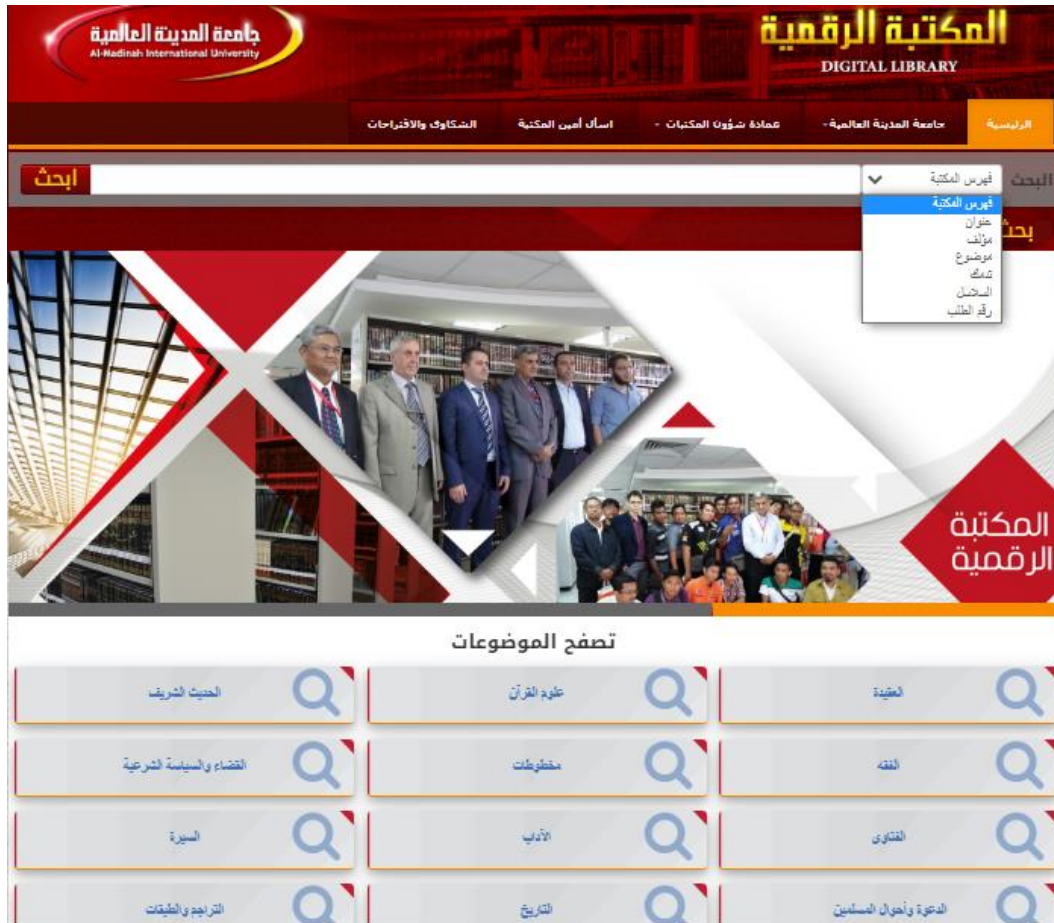 المكتبة الرقمية
DIGITAL LIBRARY
جامعة المدينة العالمية
Al-Madinah International University
الرئيسية
جامعة المدينة العالمية
عمادة شؤون المكتبات
اسأل أمين المكتبة
الشكاوى والاقتراحات
البحث
فهرس المكتبة
ابحث
فهرس المكتبة
عنوان
مؤلف
موضوع
تدمك
السلاسل
رقم الطلب
بحث
المكتبة
الرقمية
تصفح الموضوعات
العقيدة
علوم القرآن
الحديث الشريف
الفقه
مخطوطات
القضاء والسياسة الشرعية
الفتاوى
الآداب
السيرة
الدعوة وأحوال المسلمين
التاريخ
التراجم والطبقات